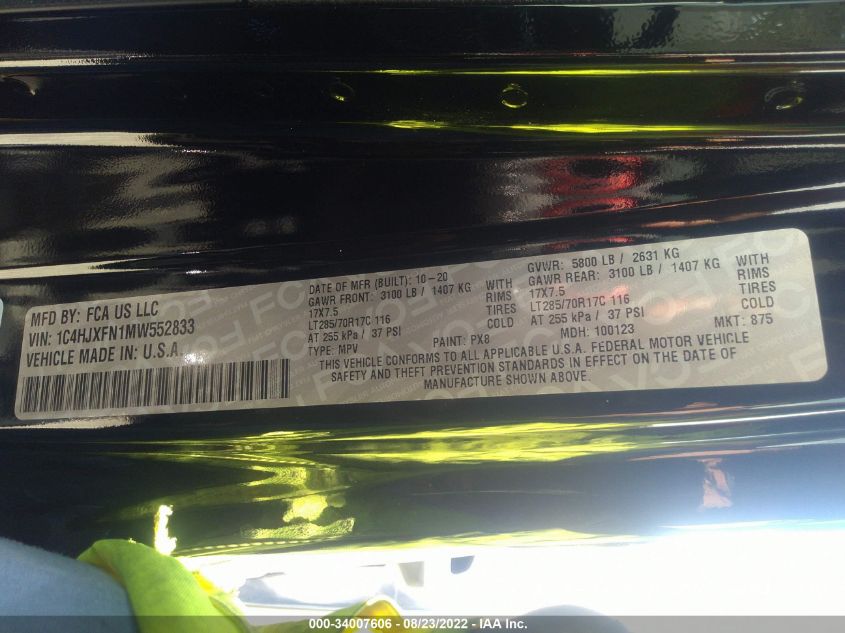 MFD BY: FCA US LLC
VIN: 1C4HJXFN1MW552833
VEHICLE MADE IN: U.S.A.
DATE OF MFR (BUILT): 10-20
GAWR FRONT: 3100 LB / 1407 KG WITH
17X7.5 RIMS
LT285/70R17C 116 TIRES
AT 255 kPa / 37 PSI COLD
TYPE: MPV
PAINT: PX8
GVWR: 5800 LB / 2631 KG
GAWR REAR: 3100 LB / 1407 KG WITH
17X7.5 RIMS
LT285/70R17C 116 TIRES
AT 255 kPa / 37 PSI COLD
MDH: 100123
MKT: 875
THIS VEHICLE CONFORMS TO ALL APPLICABLE U.S.A. FEDERAL MOTOR VEHICLE
SAFETY AND THEFT PREVENTION STANDARDS IN EFFECT ON THE DATE OF
MANUFACTURE SHOWN ABOVE.
000-34007606 - 08/23/2022 - IAA Inc.